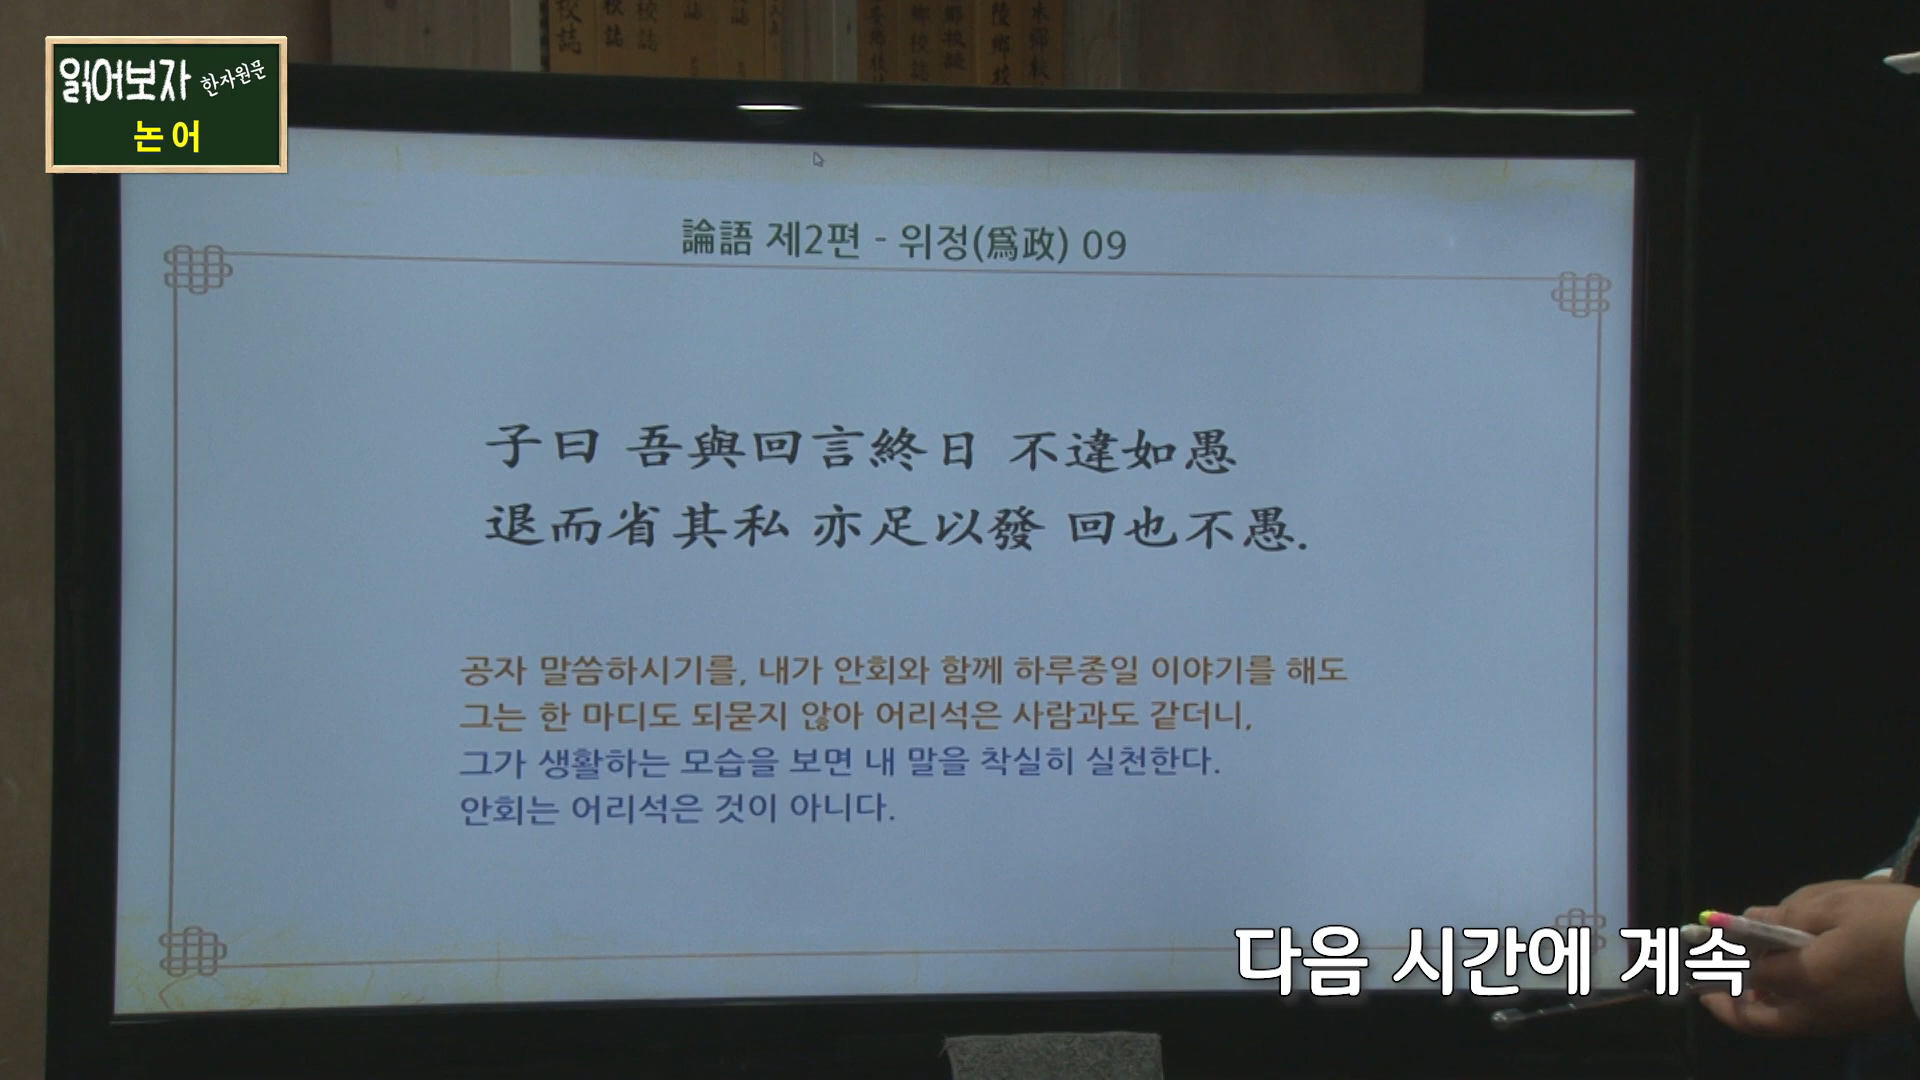 읽어보자 한자원문
논어
論語 제2편 - 위정(爲政) 09
子曰 吾與回言終日 不違如愚
退而省其私 亦足以發 回也不愚.
공자 말씀하시기를, 내가 안회와 함께 하루종일 이야기를 해도
그는 한 마디도 되묻지 않아 어리석은 사람과도 같더니,
그가 생활하는 모습을 보면 내 말을 착실히 실천한다.
안회는 어리석은 것이 아니다.
다음 시간에 계속